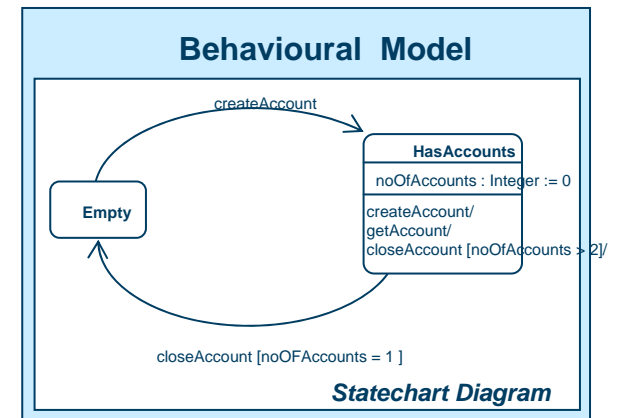 Behavioural Model
createAccount
HasAccounts
noOfAccounts : Integer := 0
Empty
createAccount/
getAccount/
closeAccount [noOfAccounts > 2]/
closeAccount [noOFAccounts = 1 ]
Statechart Diagram